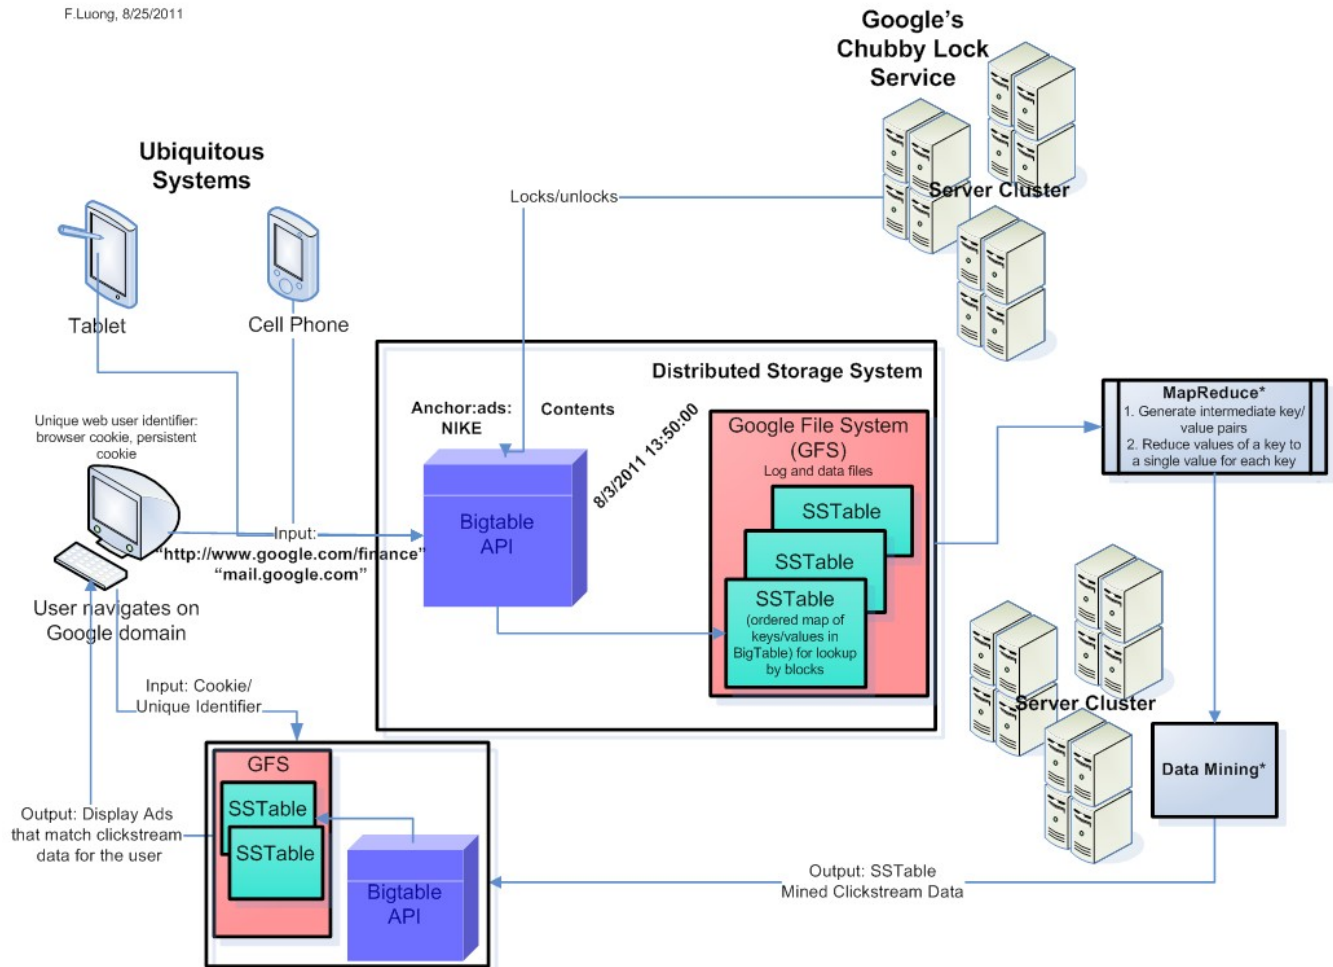 F.Luong, 8/25/2011
Google's
Chubby Lock
Service
Server Cluster
Ubiquitous
Systems
Locks/unlocks
Tablet
Cell Phone
Distributed Storage System
Anchor:ads:
NIKE
Contents
8/3/2011 13:50:00
Google File System
(GFS)
Log and data files
SSTable
SSTable
SSTable
(ordered map of
keys/values in
BigTable) for lookup
by blocks
Bigtable
API
MapReduce*
1. Generate intermediate key/
value pairs
2. Reduce values of a key to
a single value for each key
Unique web user identifier:
browser cookie, persistent
cookie
Input:
"http://www.google.com/finance"
"mail.google.com"
User navigates on
Google domain
Input: Cookie/
Unique Identifier
Server Cluster
Data Mining*
GFS
SSTable
SSTable
Bigtable
API
Output: Display Ads
that match clickstream
data for the user
Output: SSTable
Mined Clickstream Data